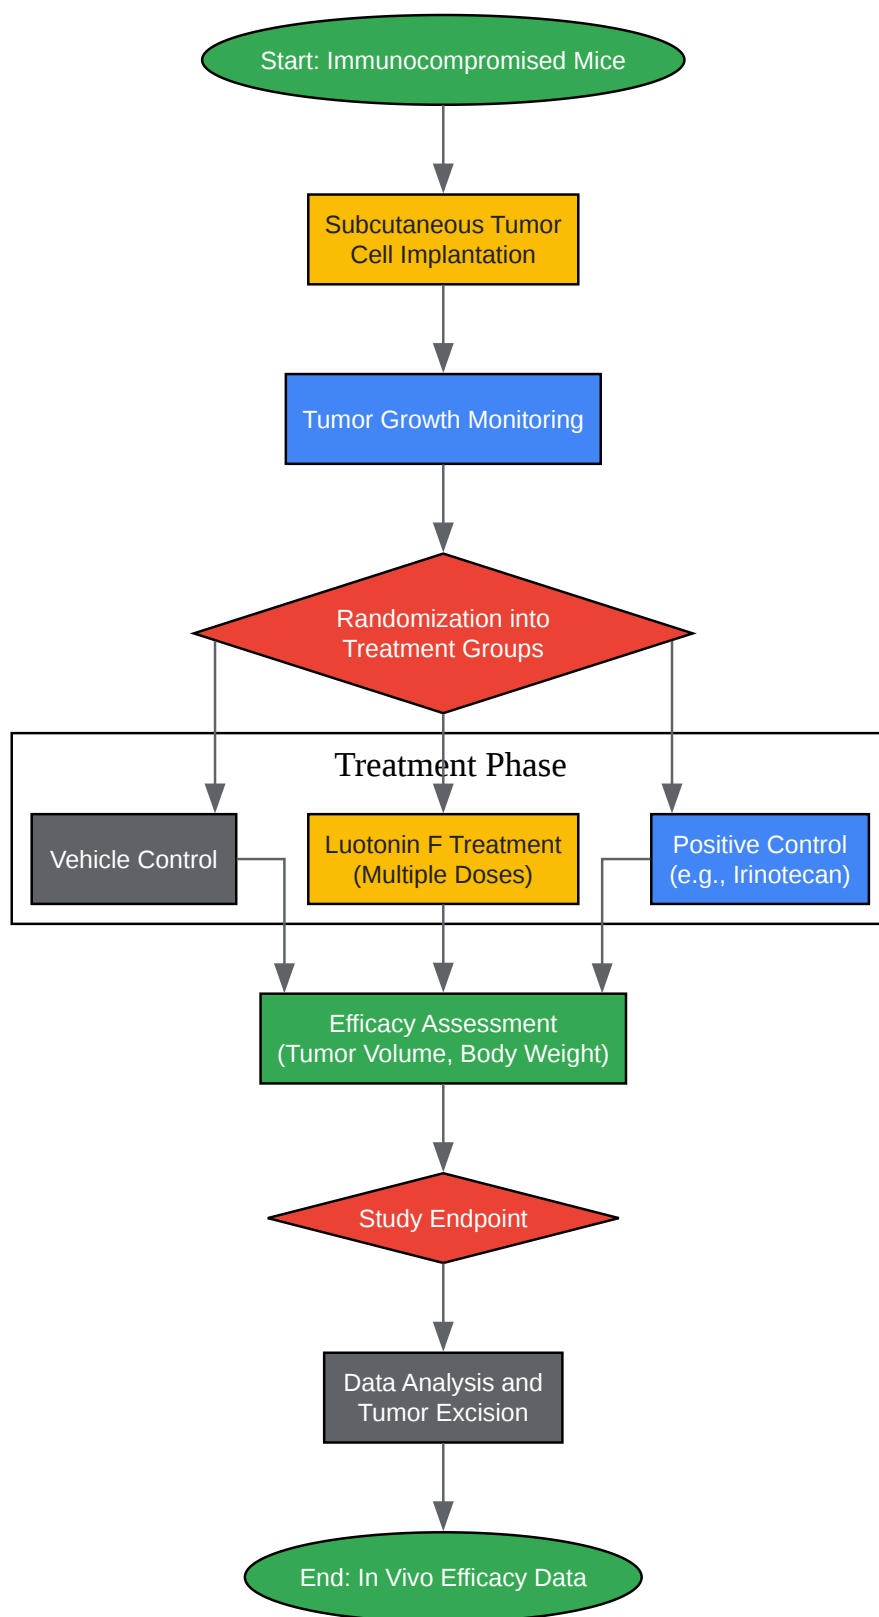 Start: Immunocompromised Mice
Subcutaneous Tumor
Cell Implantation
Tumor Growth Monitoring
Randomization into
Treatment Groups
Treatment Phase
Vehicle Control
Luotonin F Treatment
(Multiple Doses)
Positive Control
(e.g., Irinotecan)
Efficacy Assessment
(Tumor Volume, Body Weight)
Study Endpoint
Data Analysis and
Tumor Excision
End: In Vivo Efficacy Data